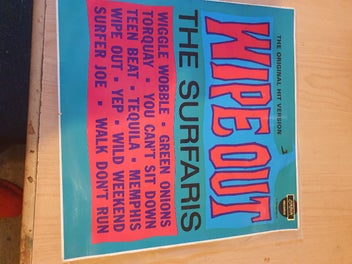 THE ORIGINAL HIT VERSION
WIPE OUT
THE SURFARIS
WIGGLE WOBBLE • GREEN ONIONS
TORQUAY • YOU CAN'T SIT DOWN
TEEN BEAT • TEQUILA • MEMPHIS
WIPE OUT • YEP • WILD WEEKEND
SURFER JOE • WALK DON'T RUN